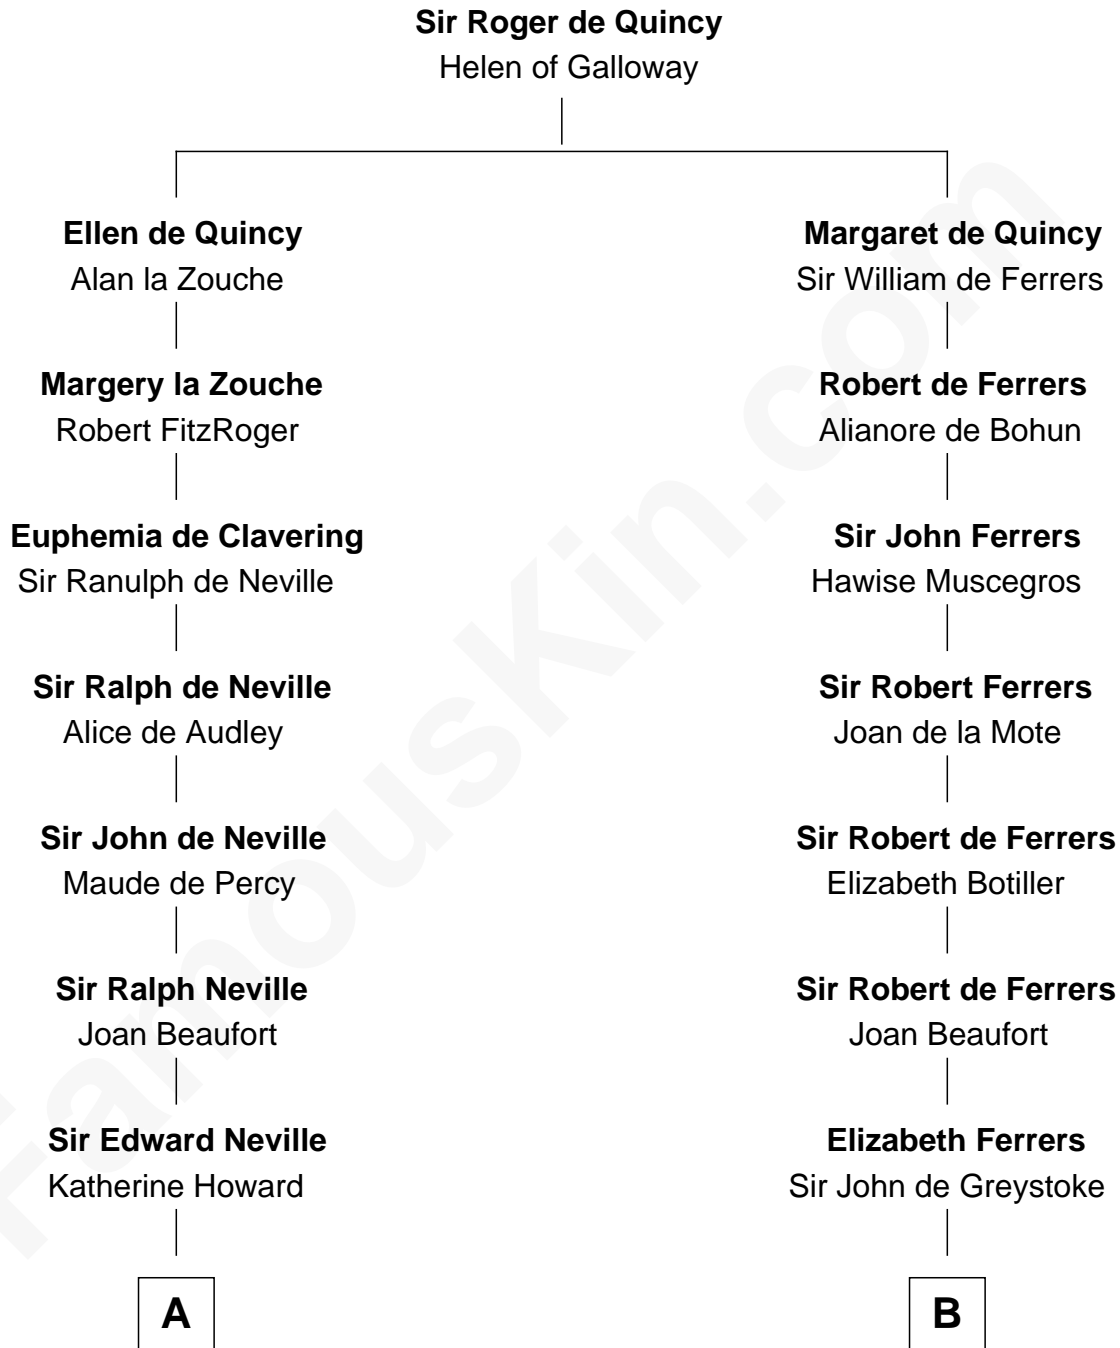 Sir Roger de Quincy
Helen of Galloway
Ellen de Quincy
Alan la Zouche
Margaret de Quincy
Sir William de Ferrers
Margery la Zouche
Robert FitzRoger
Robert de Ferrers
Alianore de Bohun
Euphemia de Clavering
Sir Ranulph de Neville
Sir John Ferrers
Hawise Muscegros
Sir Ralph de Neville
Alice de Audley
Sir Robert Ferrers
Joan de la Mote
Sir John de Neville
Maude de Percy
Sir Robert de Ferrers
Elizabeth Botiller
Sir Ralph Neville
Joan Beaufort
Sir Robert de Ferrers
Joan Beaufort
Sir Edward Neville
Katherine Howard
Elizabeth Ferrers
Sir John de Greystoke
A
B
FamousKin.com